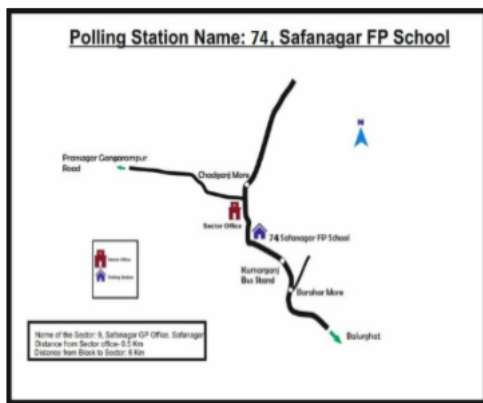 Polling Station Name: 74, Safanagar FP School
N
Pramagar Gangarampur
Road
Chadganj More
Sector Office
74 Safanagar FP School
Kumarganj
Bus Stand
Barahar More
Balurghat
Sector Office
Polling Station
Name of the Sector: 9, Safanagar GP Office, Safanagar
Distance from Sector office- 0.5 Km
Distance from Block to Sector: 6 Km